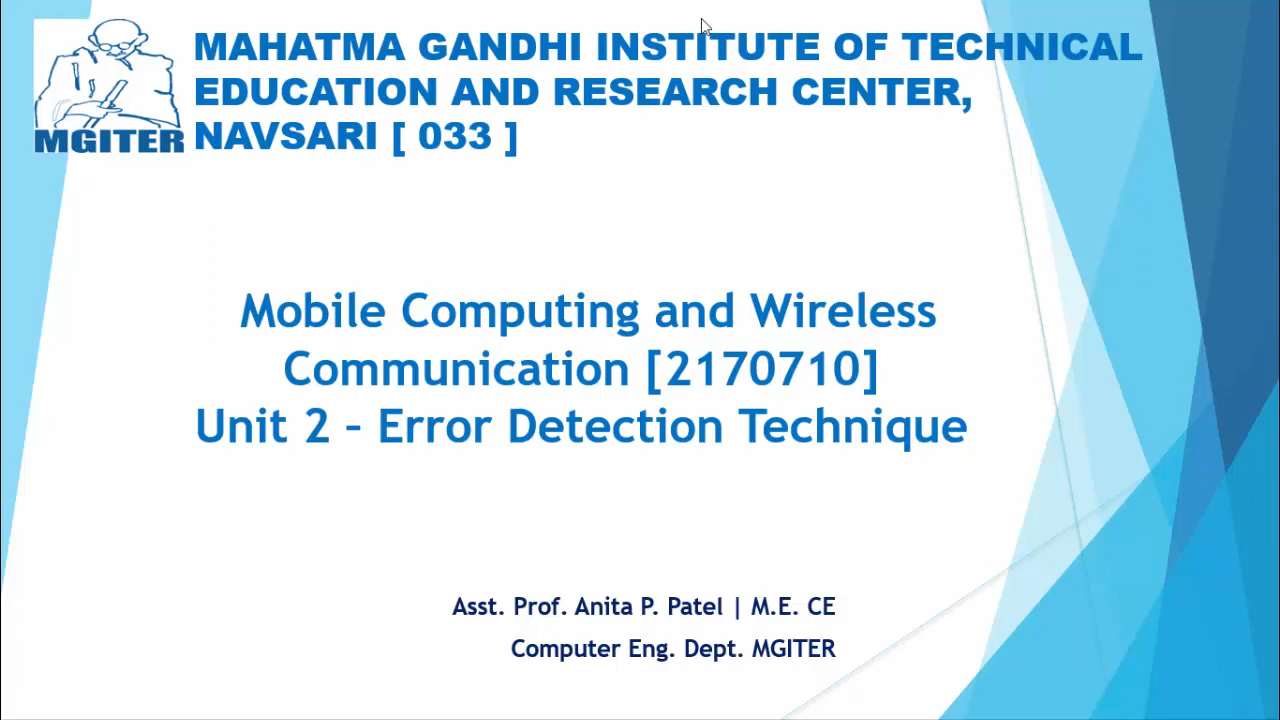 MAHATMA GANDHI INSTITUTE OF TECHNICAL
EDUCATION AND RESEARCH CENTER,
NAVSARI [ 033 ]
MGITER
Mobile Computing and Wireless
Communication [2170710]
Unit 2 – Error Detection Technique
Asst. Prof. Anita P. Patel | M.E. CE
Computer Eng. Dept. MGITER